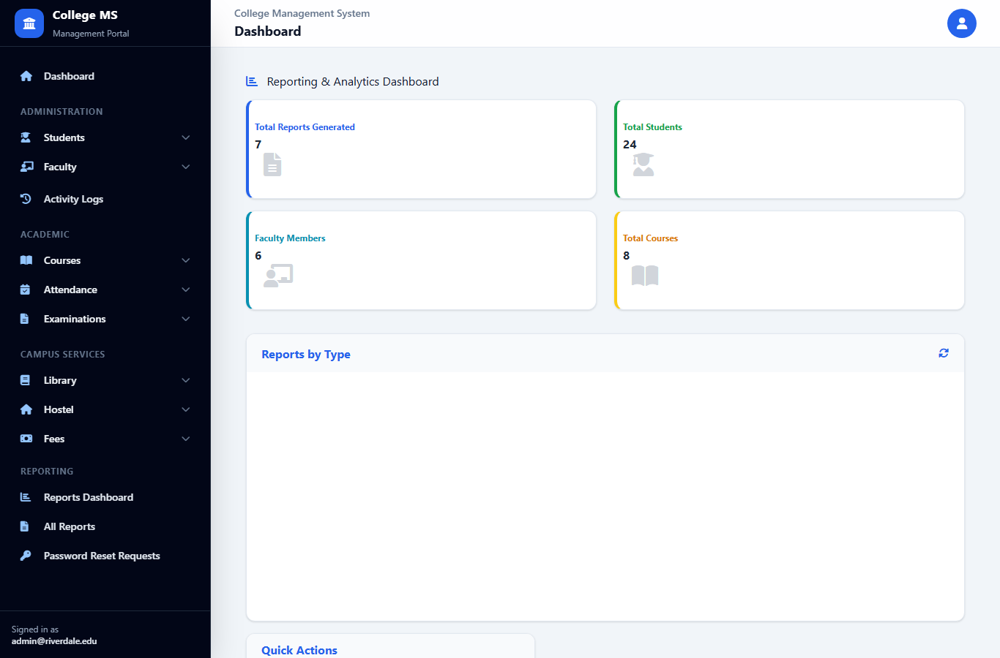 College MS
Management Portal
Dashboard
ADMINISTRATION
Students
Faculty
Activity Logs
ACADEMIC
Courses
Attendance
Examinations
CAMPUS SERVICES
Library
Hostel
Fees
REPORTING
Reports Dashboard
All Reports
Password Reset Requests
Signed in as
admin@riverdale.edu
College Management System
Dashboard
Reporting & Analytics Dashboard
Total Reports Generated
7
Total Students
24
Faculty Members
6
Total Courses
8
Reports by Type
Quick Actions